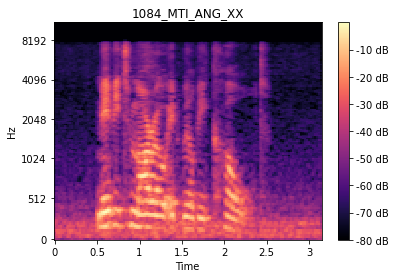 1084_MTI_ANG_XX
8192
4096
2048
1024
512
0
Hz
0 0.5 1 1.5 2 2.5 3
Time
-10 dB
-20 dB
-30 dB
-40 dB
-50 dB
-60 dB
-70 dB
-80 dB